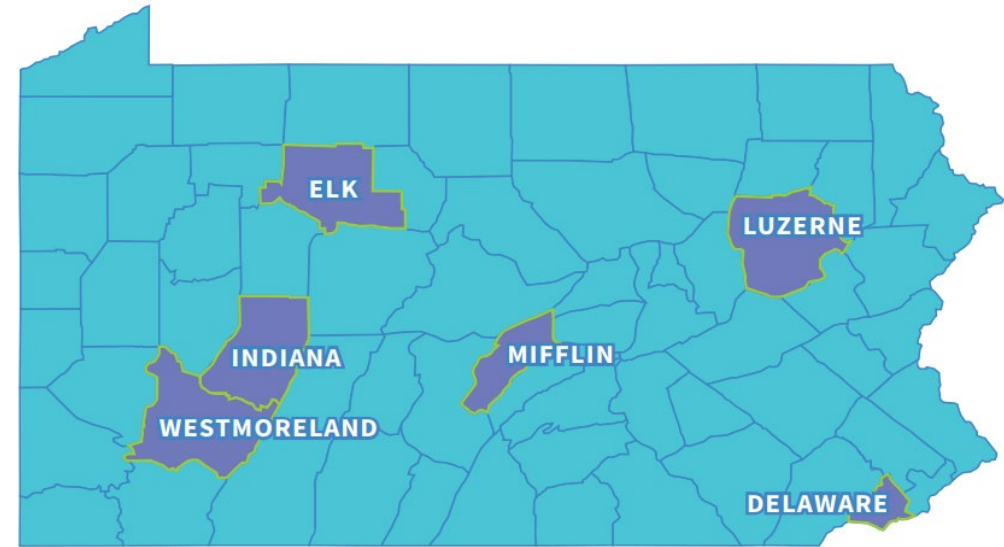 ELK
LUZERNE
INDIANA
MIFFLIN
WESTMORELAND
DELAWARE